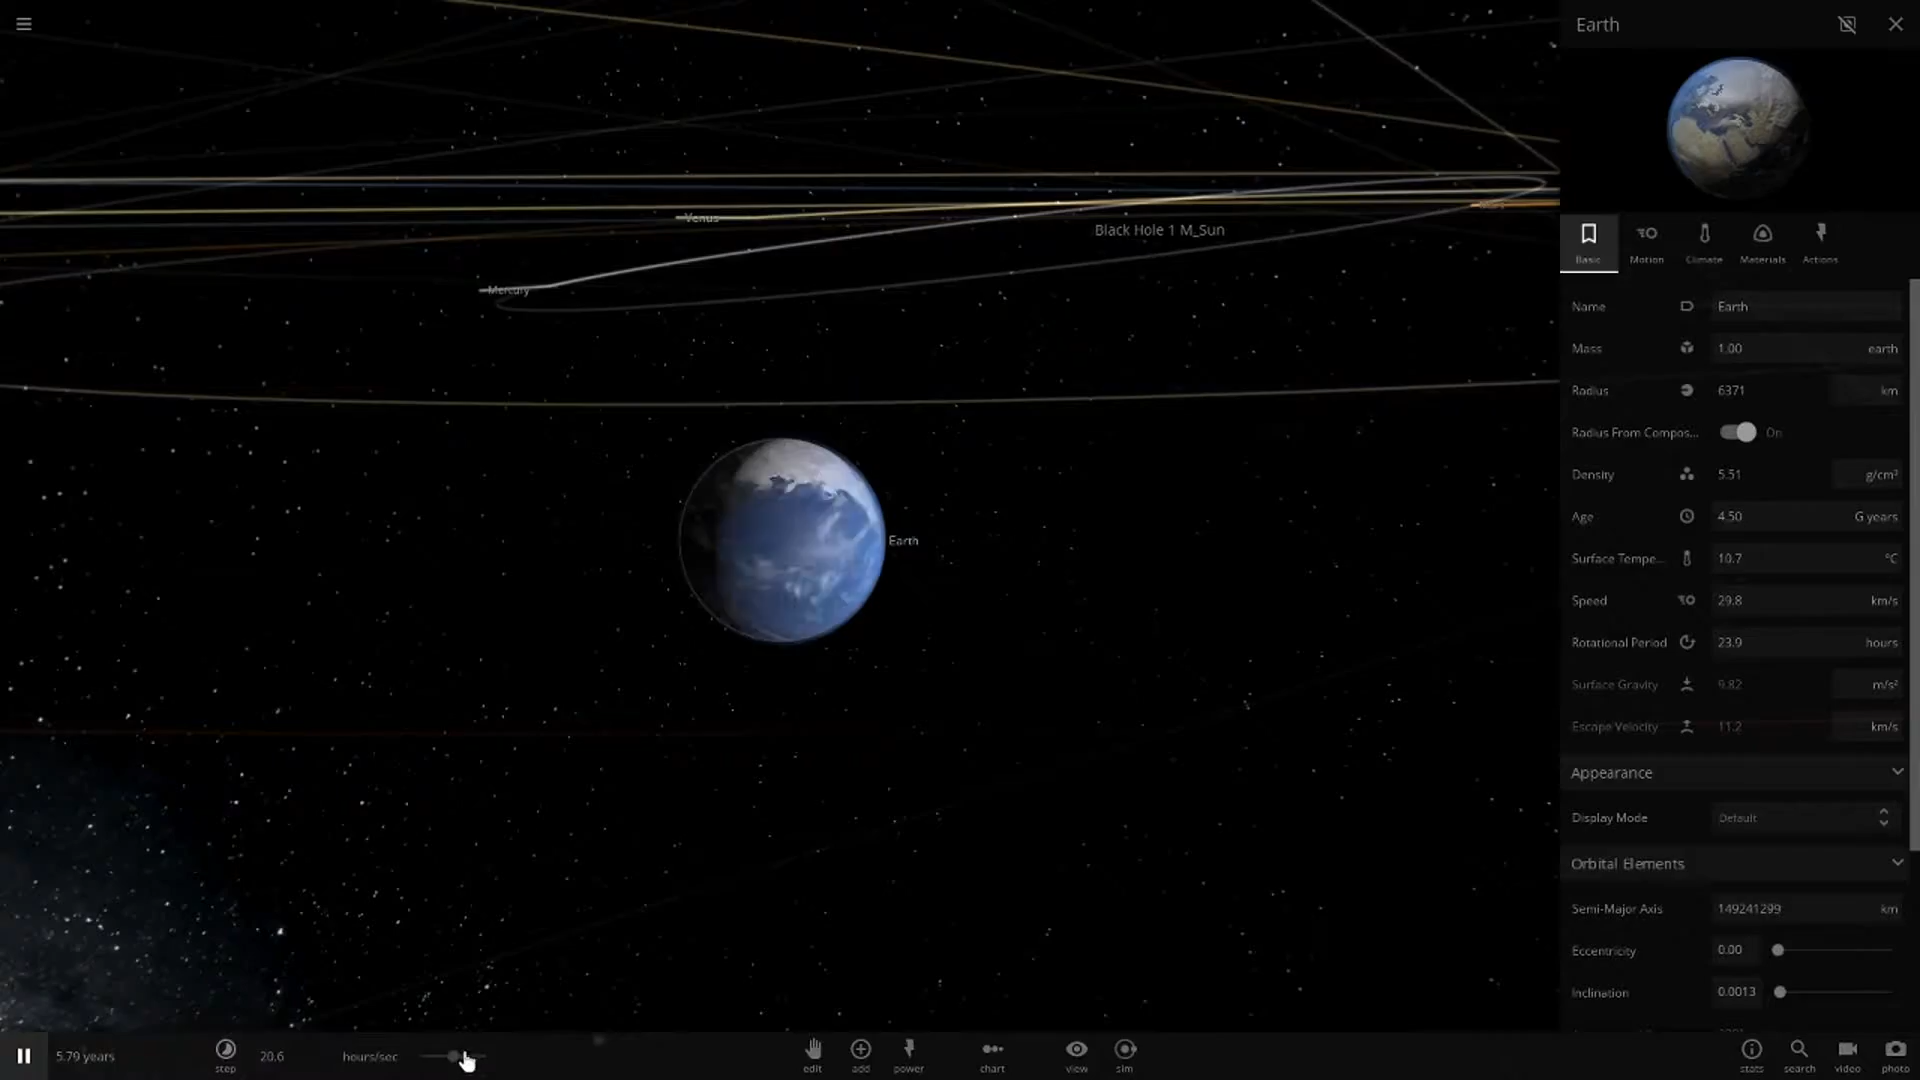 Earth
Venus
Black Hole 1 M_Sun
Mercury
Earth
Basic
Motion
Climate
Materials
Actions
Name Earth
Mass 1.00 earth
Radius 6371 km
Radius From Compos... On
Density 5.51 g/cm³
Age 4.50 G years
Surface Tempe... 10.7 °C
Speed 29.8 km/s
Rotational Period 23.9 hours
Surface Gravity 9.82 m/s²
Escape Velocity 11.2 km/s
Appearance
Display Mode Default
Orbital Elements
Semi-Major Axis 149241299 km
Eccentricity 0.00
Inclination 0.0013
5.79 years
step
20.6 hours/sec
edit
add
power
chart
view
sim
stats
search
video
photo